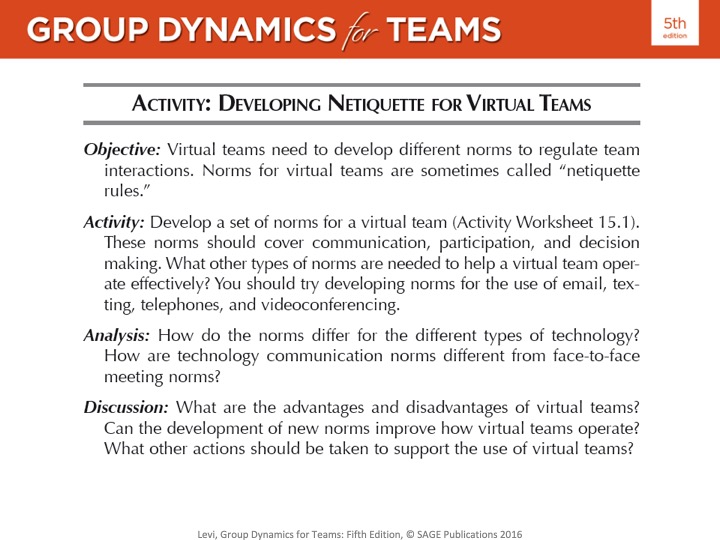 GROUP DYNAMICS for TEAMS
5th
edition
ACTIVITY: DEVELOPING NETIQUETTE FOR VIRTUAL TEAMS
Objective: Virtual teams need to develop different norms to regulate team
interactions. Norms for virtual teams are sometimes called “netiquette
rules.”
Activity: Develop a set of norms for a virtual team (Activity Worksheet 15.1).
These norms should cover communication, participation, and decision
making. What other types of norms are needed to help a virtual team oper-
ate effectively? You should try developing norms for the use of email, tex-
ting, telephones, and videoconferencing.
Analysis: How do the norms differ for the different types of technology?
How are technology communication norms different from face-to-face
meeting norms?
Discussion: What are the advantages and disadvantages of virtual teams?
Can the development of new norms improve how virtual teams operate?
What other actions should be taken to support the use of virtual teams?
Levi, Group Dynamics for Teams: Fifth Edition, © SAGE Publications 2016